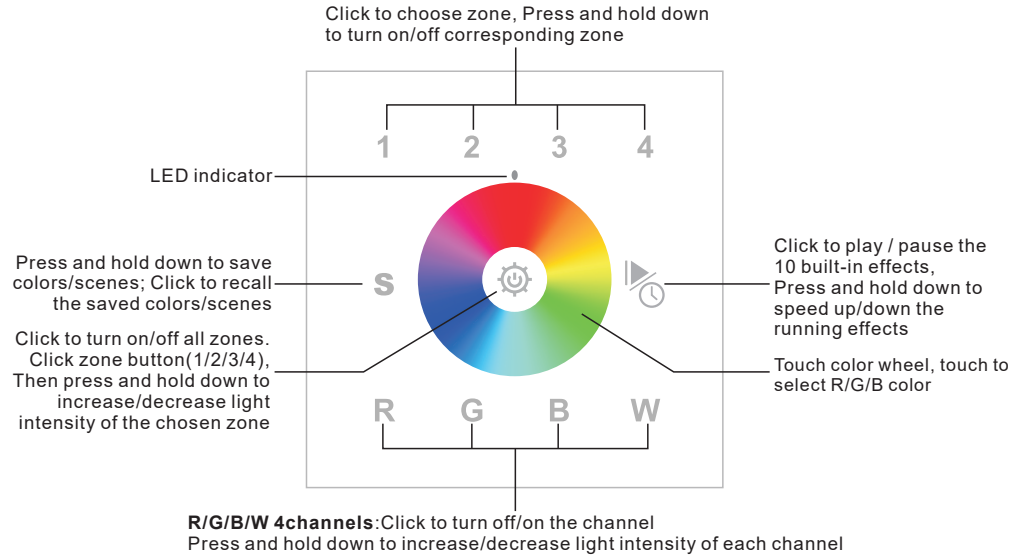 Click to choose zone, Press and hold down
to turn on/off corresponding zone
1 2 3 4
LED indicator
Press and hold down to save
colors/scenes; Click to recall
the saved colors/scenes
S
Click to play / pause the
10 built-in effects,
Press and hold down to
speed up/down the
running effects
Click to turn on/off all zones.
Click zone button(1/2/3/4),
Then press and hold down to
increase/decrease light
intensity of the chosen zone
Touch color wheel, touch to
select R/G/B color
R G B W
R/G/B/W 4channels:Click to turn off/on the channel
Press and hold down to increase/decrease light intensity of each channel